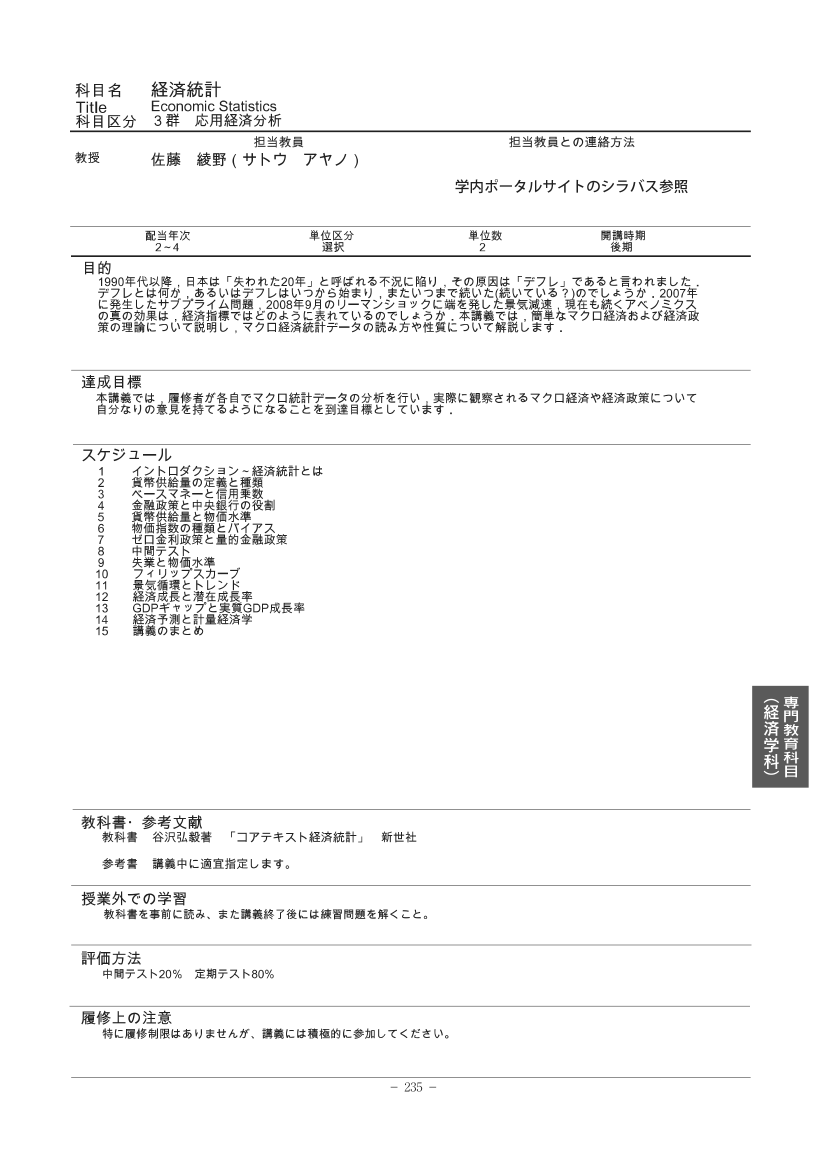 科目名 経済統計
Title Economic Statistics
科目区分 3群 応用経済分析
担当教員 担当教員との連絡方法
教授 佐藤 綾野(サトウ アヤノ)
学内ポータルサイトのシラバス参照
配当年次 単位区分 単位数 開講時期
2~4 選択 2 後期
目的
1990年代以降，日本は「失われた20年」と呼ばれる不況に陥り，その原因は「デフレ」であると言われました．
デフレとは何か，あるいはデフレはいつから始まり，またいつまで続いた(続いている？)のでしょうか．2007年
に発生したサブプライム問題，2008年9月のリーマンショックに端を発した景気減速，現在も続くアベノミクス
の真の効果は，経済指標ではどのように表れているのでしょうか．本講義では，簡単なマクロ経済および経済政
策の理論について説明し，マクロ経済統計データの読み方や性質について解説します．
達成目標
本講義では，履修者が各自でマクロ統計データの分析を行い，実際に観察されるマクロ経済や経済政策について
自分なりの意見を持てるようになることを到達目標としています．
スケジュール
1 イントロダクション~経済統計とは
2 貨幣供給量の定義と種類
3 ベースマネーと信用乗数
4 金融政策と中央銀行の役割
5 貨幣供給量と物価水準
6 物価指数の種類とバイアス
7 ゼロ金利政策と量的金融政策
8 中間テスト
9 失業と物価水準
10 フィリップスカーブ
11 景気循環とトレンド
12 経済成長と潜在成長率
13 GDPギャップと実質GDP成長率
14 経済予測と計量経済学
15 講義のまとめ
専門教育科目
（経済学科）
教科書・参考文献
教科書 谷沢弘毅著 「コアテキスト経済統計」 新世社
参考書 講義中に適宜指定します。
授業外での学習
教科書を事前に読み、また講義終了後には練習問題を解くこと。
評価方法
中間テスト20% 定期テスト80%
履修上の注意
特に履修制限はありませんが、講義には積極的に参加してください。
− 235 −